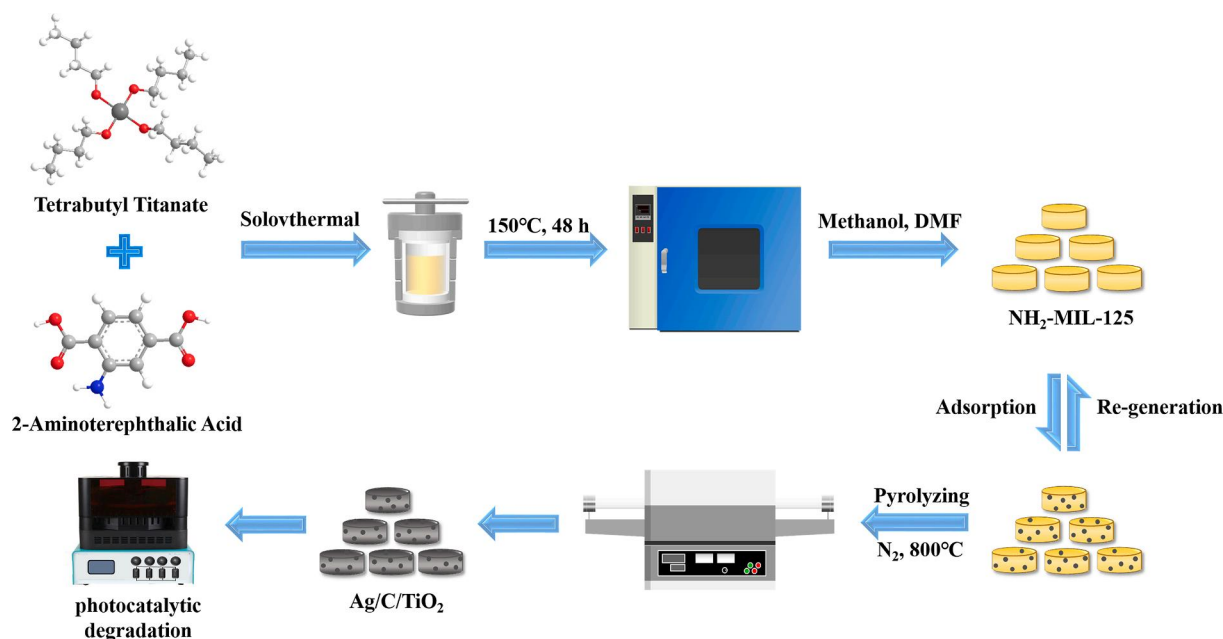 Tetrabutyl Titanate
2-Aminoterephthalic Acid
Solovthermal
150℃, 48 h
Methanol, DMF
NH₂-MIL-125
Adsorption
Re-generation
Pyrolyzing
N₂, 800℃
Ag/C/TiO₂
photocatalytic
degradation